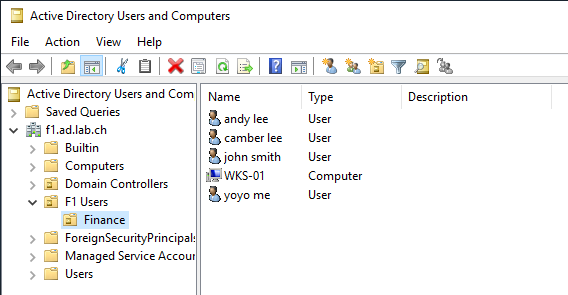 Active Directory Users and Computers
File Action View Help
Active Directory Users and Com
Saved Queries
f1.ad.lab.ch
Builtin
Computers
Domain Controllers
F1 Users
Finance
ForeignSecurityPrincipals
Managed Service Accour
Users
Name Type Description
andy lee User
camber lee User
john smith User
WKS-01 Computer
yoyo me User